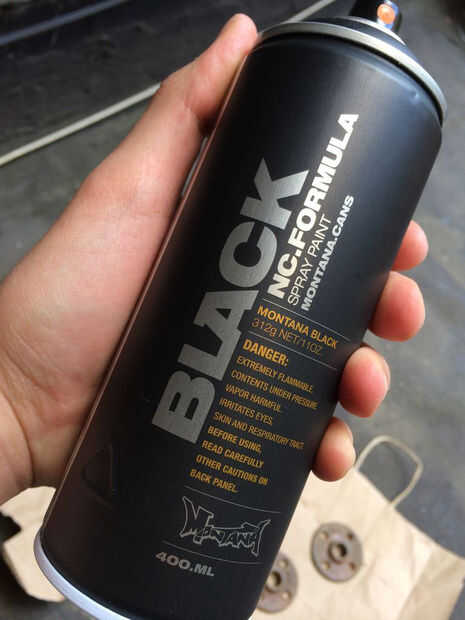 BLACK
NC.FORMULA
SPRAY PAINT
MONTANA.CANS
MONTANA BLACK
312g NET/11OZ.
DANGER:
EXTREMELY FLAMMABLE.
CONTENTS UNDER PRESSURE.
VAPOR HARMFUL.
IRRITATES EYES,
SKIN AND RESPIRATORY TRACT.
BEFORE USING,
READ CAREFULLY
OTHER CAUTIONS ON
BACK PANEL.
MONTANA
400.ML